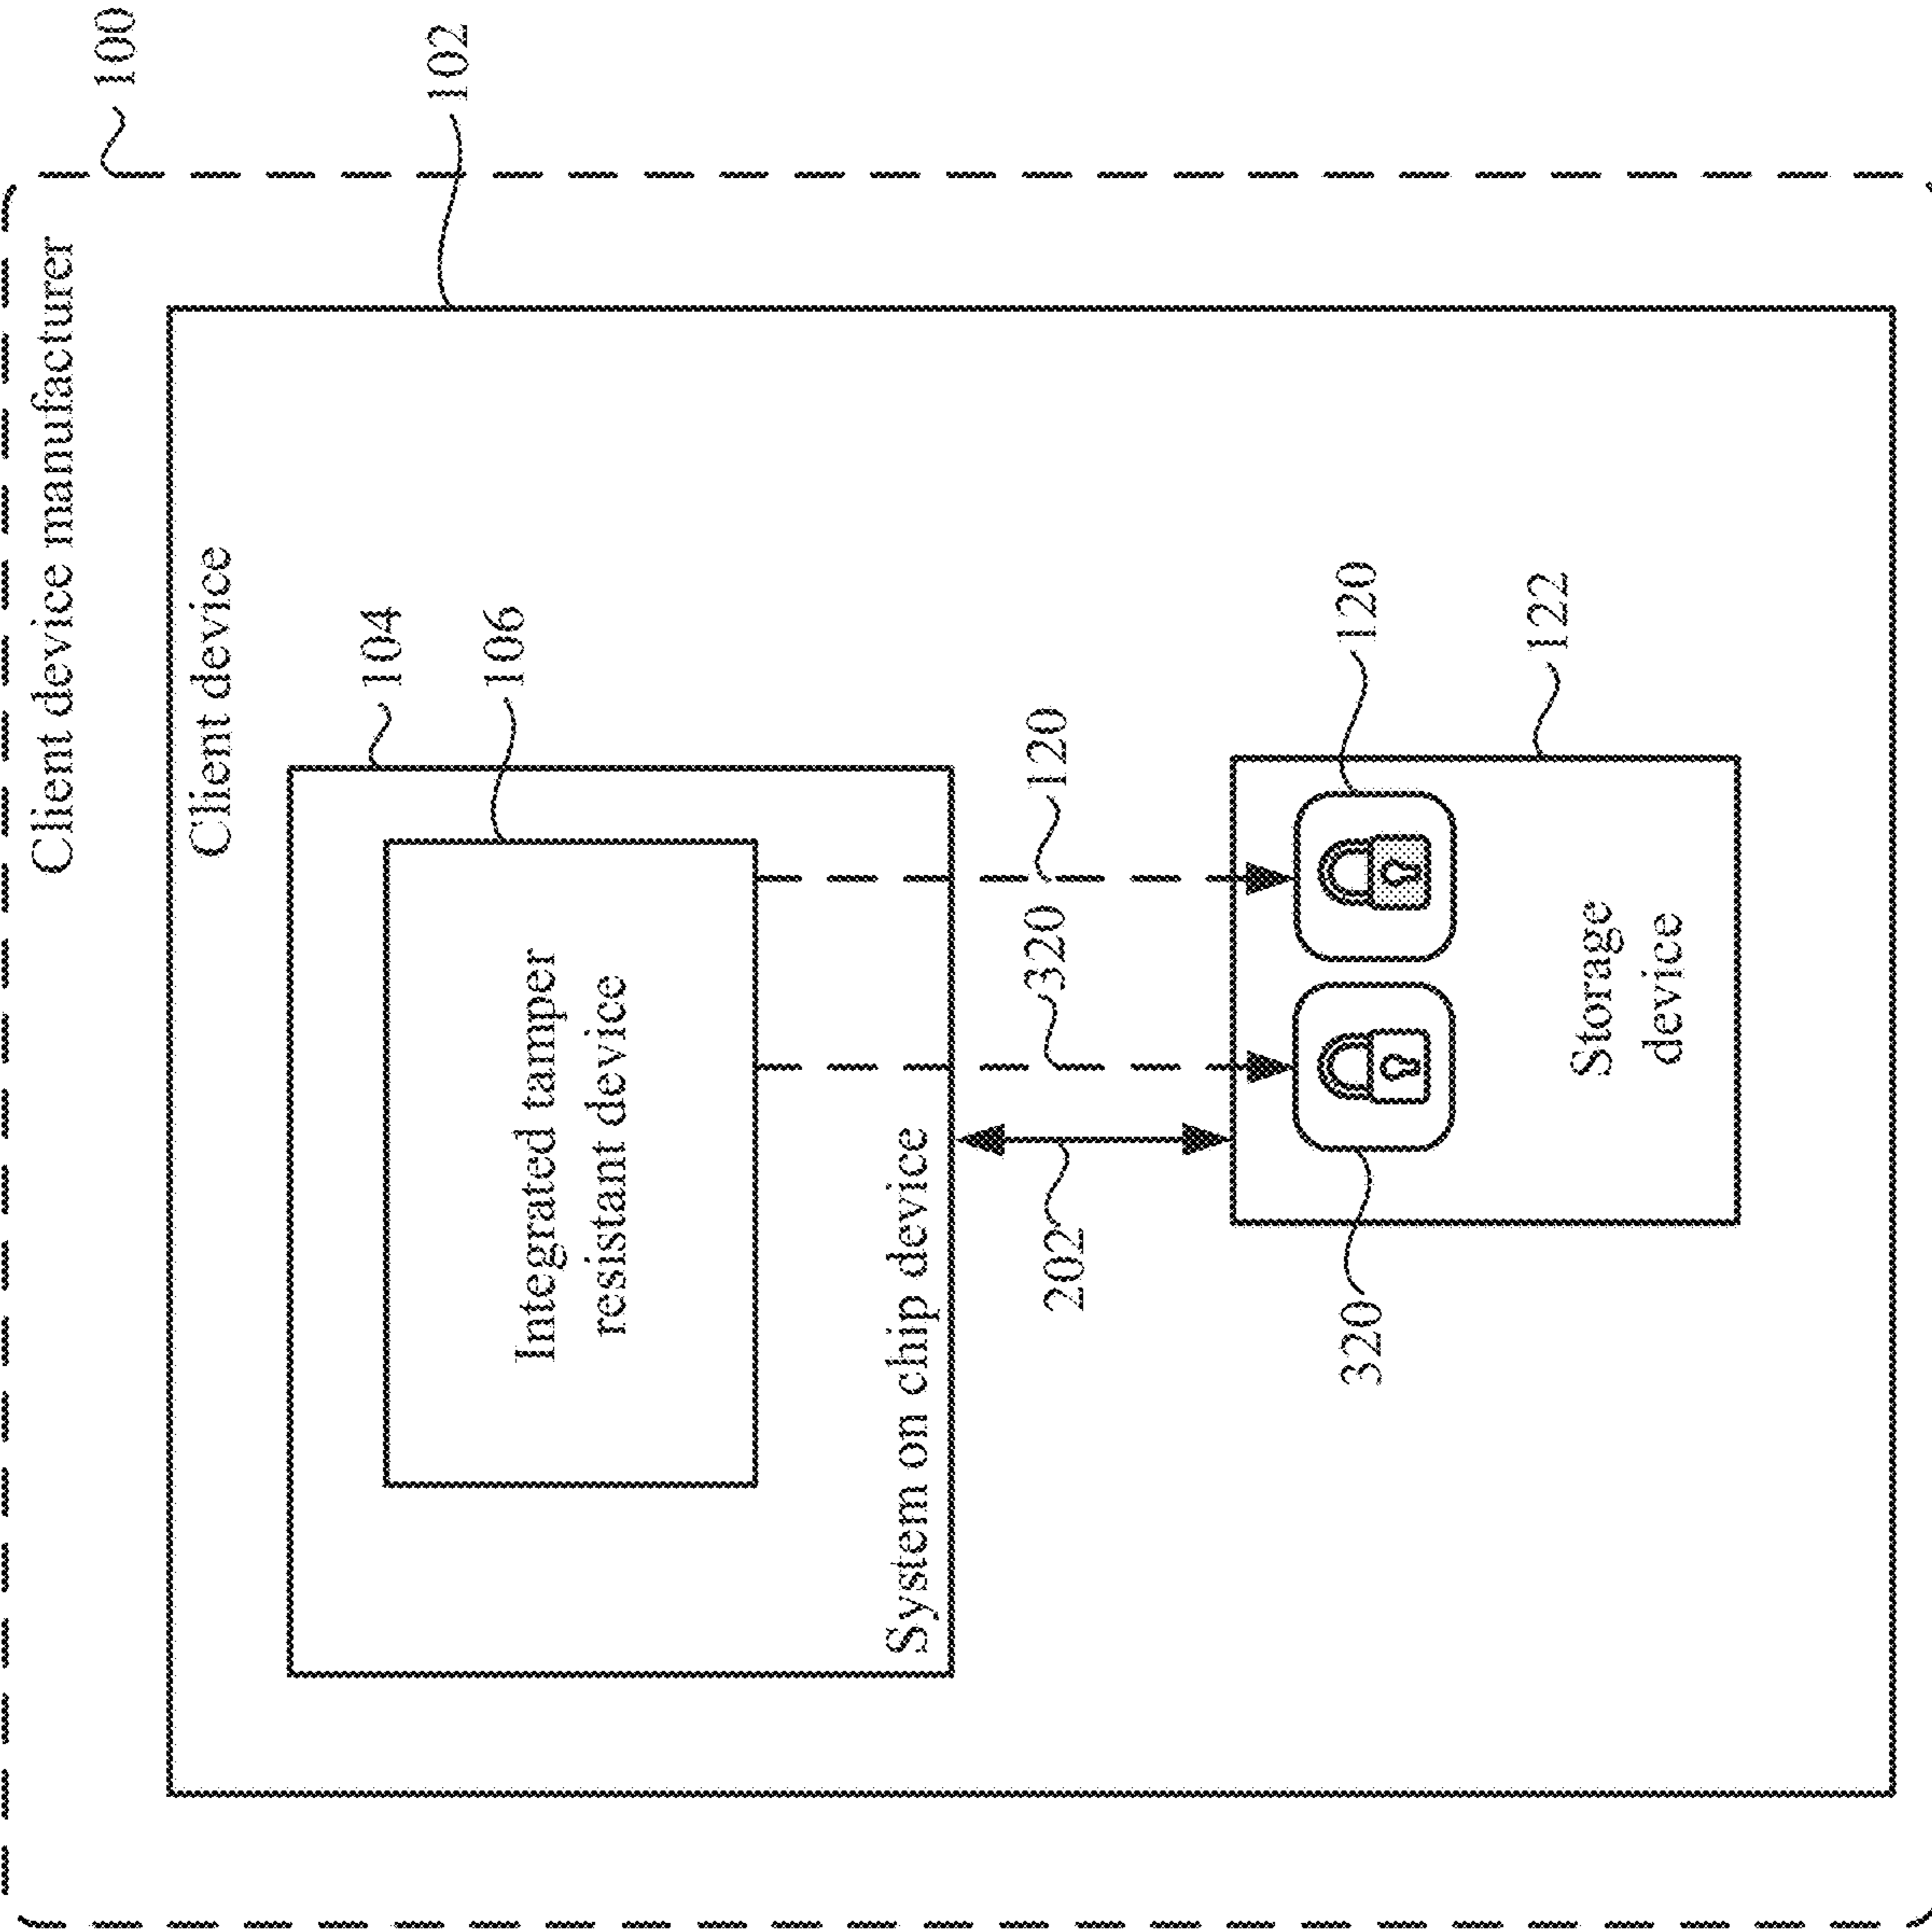 Client device manufacturer
100
Client device
104
102
106
Integrated tamper
resistant device
System on chip device
202
320
120
320
120
122
Storage
device